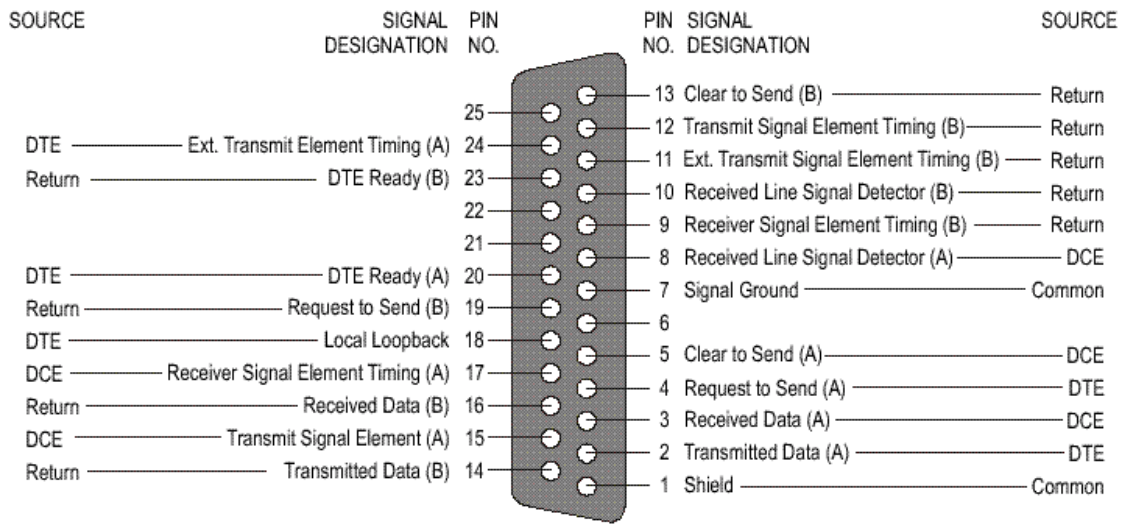 SOURCE SIGNAL DESIGNATION PIN NO.
PIN NO. SIGNAL DESIGNATION SOURCE
25
DTE Ext. Transmit Element Timing (A) 24
Return DTE Ready (B) 23
22
21
DTE DTE Ready (A) 20
Return Request to Send (B) 19
DTE Local Loopback 18
DCE Receiver Signal Element Timing (A) 17
Return Received Data (B) 16
DCE Transmit Signal Element (A) 15
Return Transmitted Data (B) 14
13 Clear to Send (B) Return
12 Transmit Signal Element Timing (B) Return
11 Ext. Transmit Signal Element Timing (B) Return
10 Received Line Signal Detector (B) Return
9 Receiver Signal Element Timing (B) Return
8 Received Line Signal Detector (A) DCE
7 Signal Ground Common
6
5 Clear to Send (A) DCE
4 Request to Send (A) DTE
3 Received Data (A) DCE
2 Transmitted Data (A) DTE
1 Shield Common